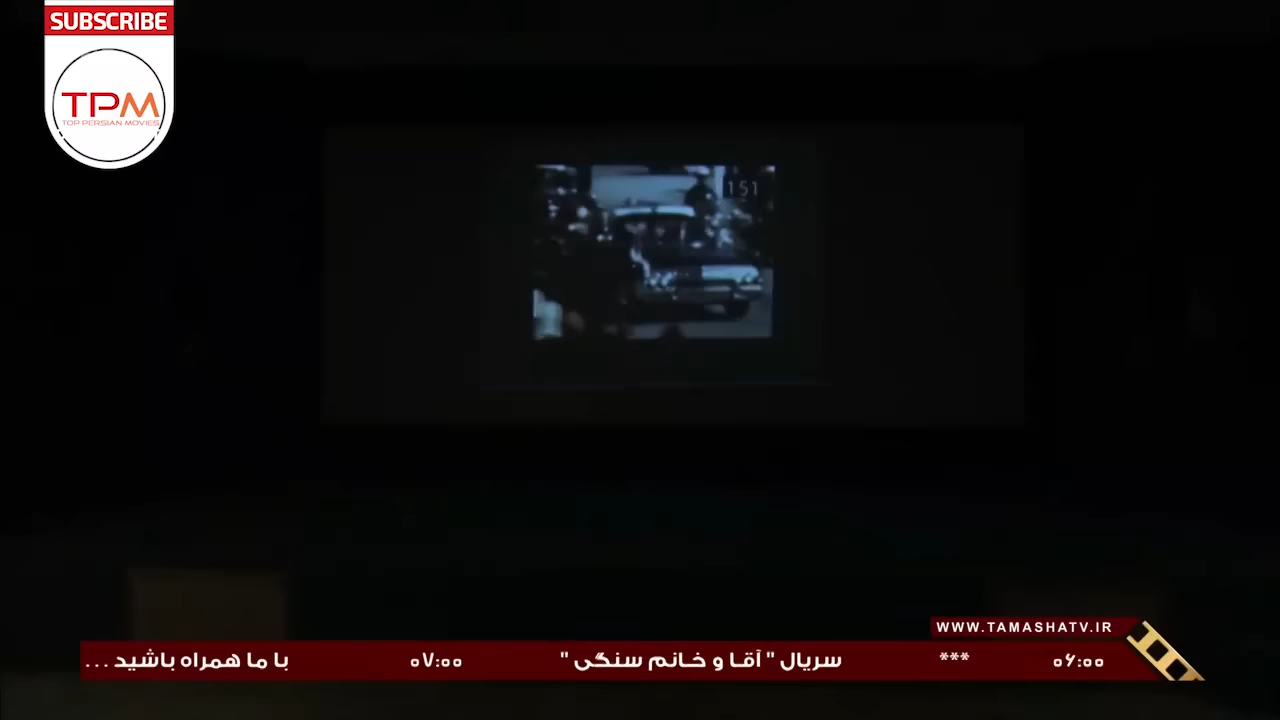 SUBSCRIBE
TPM
TOP PERSIAN MOVIES
151
WWW.TAMASHATV.IR
۰۶:۰۰ *** سریال " آقا و خانم سنگی " ۰۷:۰۰ با ما همراه باشید ...